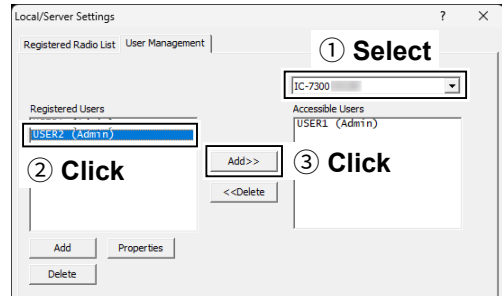 Local/Server Settings
? ×
Registered Radio List User Management
① Select
IC-7300
Registered Users
Accessible Users
USER2 (Admin)
USER1 (Admin)
② Click
Add>>
③ Click
<<Delete
Add Properties
Delete